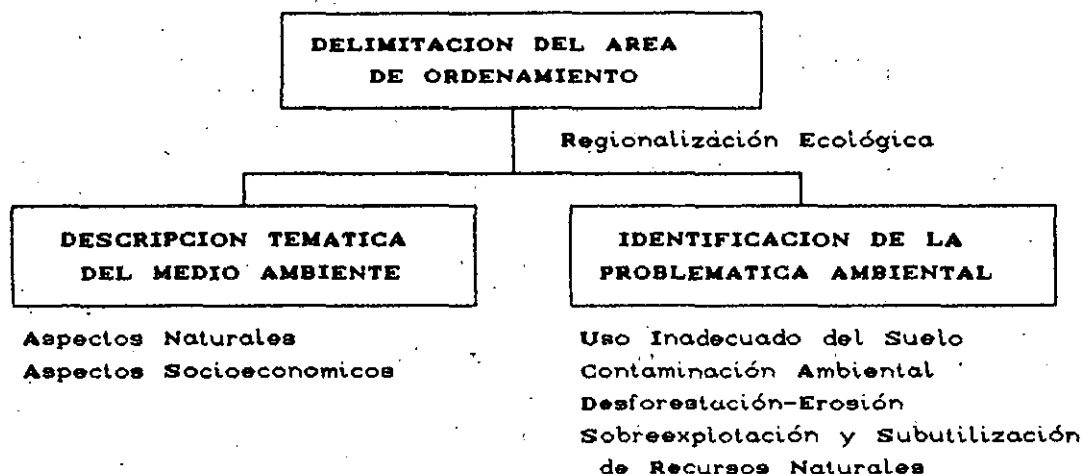 DELIMITACION DEL AREA
DE ORDENAMIENTO
Regionalización Ecológica
DESCRIPCION TEMATICA
DEL MEDIO AMBIENTE
Aspectos Naturales
Aspectos Socioeconomicos
IDENTIFICACION DE LA
PROBLEMATICA AMBIENTAL
Uso Inadecuado del Suelo
Contaminación Ambiental
Desforestación-Erosión
Sobreexplotación y Subutilización
de Recursos Naturales